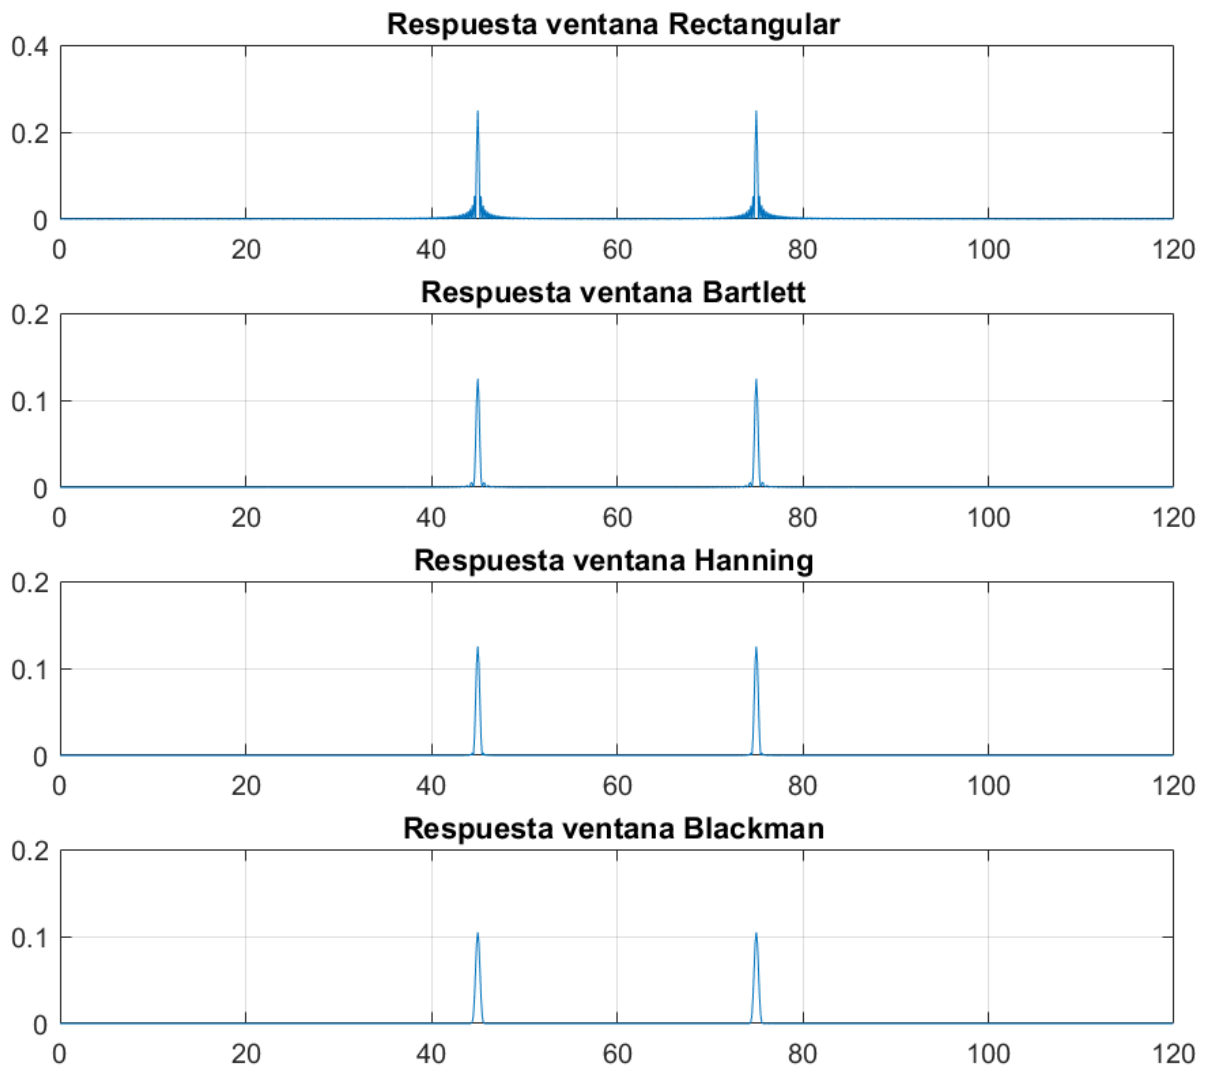 Respuesta ventana Rectangular
0.4
0.2
0
0 20 40 60 80 100 120
Respuesta ventana Bartlett
0.2
0.1
0
0 20 40 60 80 100 120
Respuesta ventana Hanning
0.2
0.1
0
0 20 40 60 80 100 120
Respuesta ventana Blackman
0.2
0.1
0
0 20 40 60 80 100 120